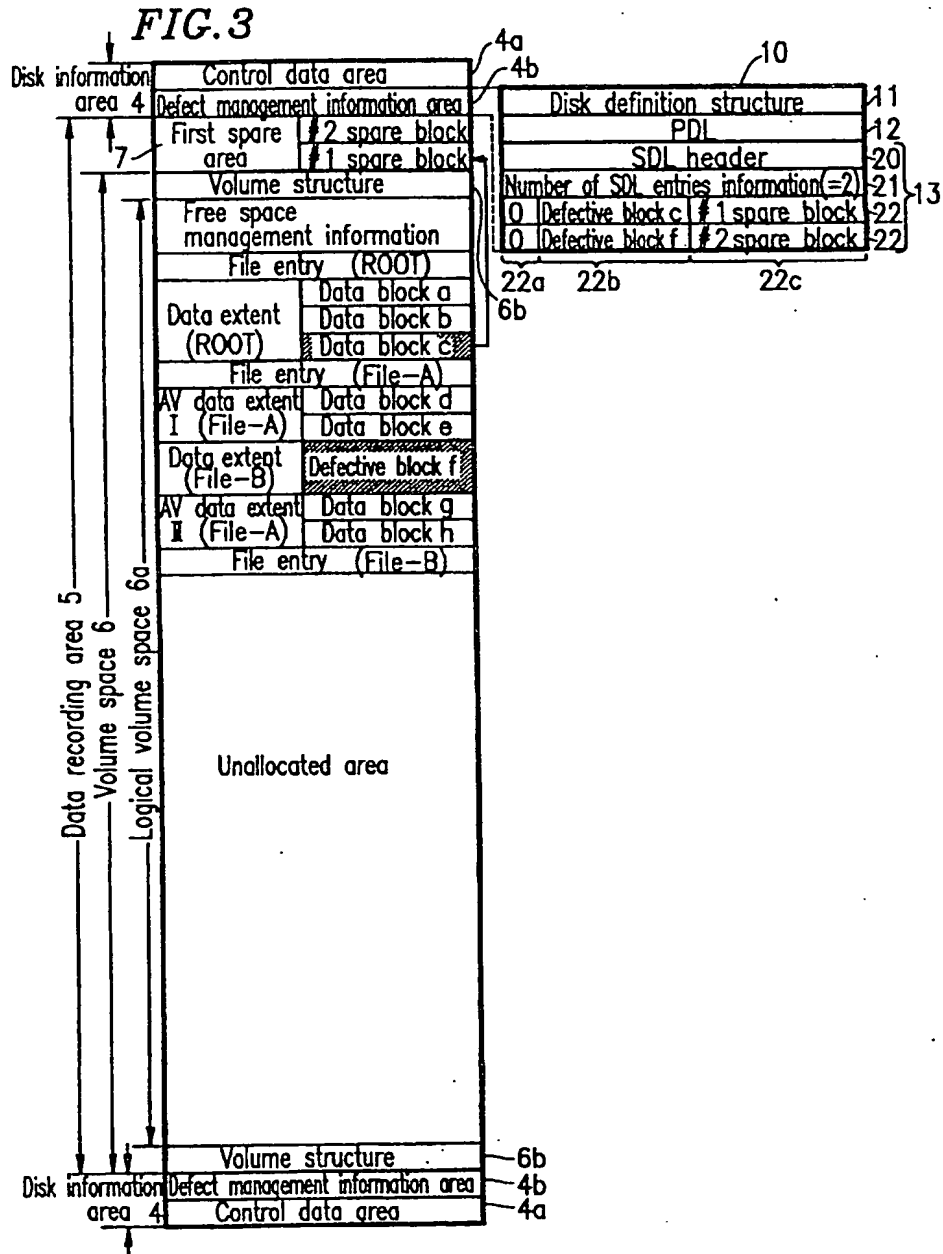 FIG.3
Disk information area 4
Control data area
4a
Defect management information area
4b
7
First spare area
#2 spare block
#1 spare block
Volume structure
6b
Free space management information
File entry (ROOT)
Data extent (ROOT)
Data block a
Data block b
Data block c
File entry (File-A)
AV data extent I (File-A)
Data block d
Data block e
Data extent (File-B)
Defective block f
AV data extent II (File-A)
Data block g
Data block h
File entry (File-B)
Unallocated area
Data recording area 5
Volume space 6
Logical volume space 6a
Volume structure
6b
Disk information area 4
Defect management information area
4b
Control data area
4a
10
Disk definition structure
11
PDL
12
SDL header
20
Number of SDL entries information(=2)
21
13
0 Defective block c #1 spare block
22
0 Defective block f #2 spare block
22
22a 22b 22c